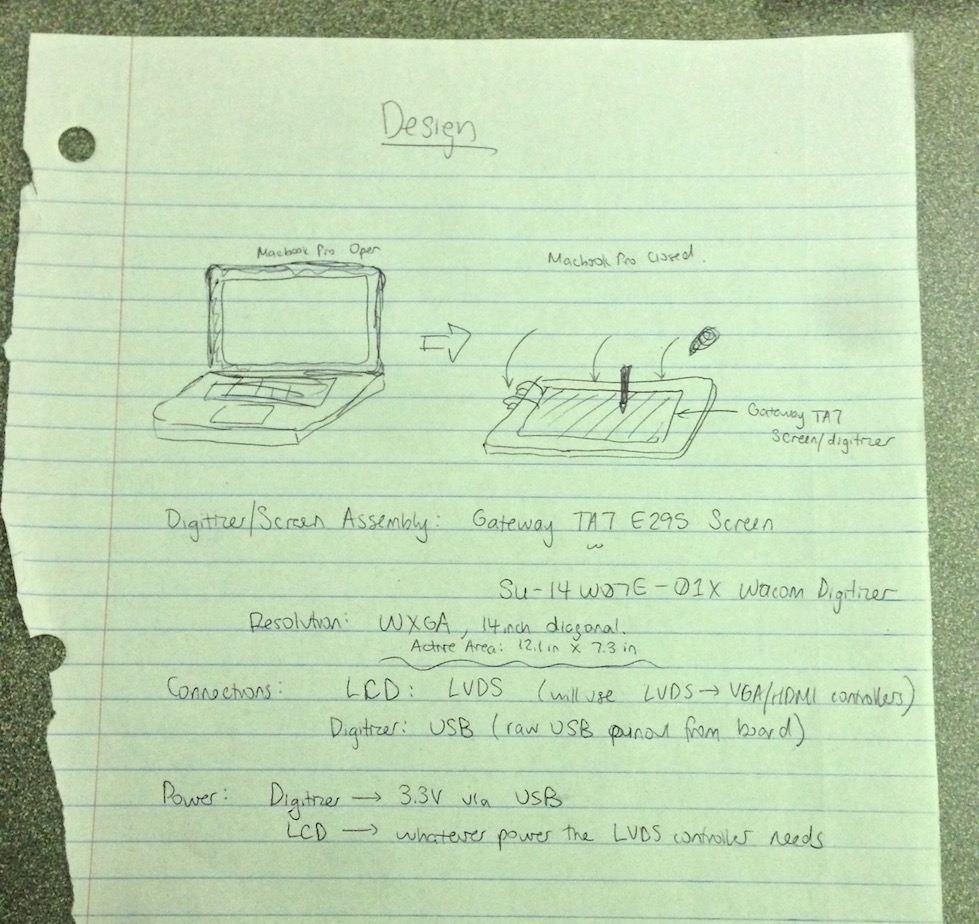 Design
Macbook Pro Open
Macbook Pro Closed.
Gateway TA7
Screen/digitizer
Digitizer/Screen Assembly: Gateway TA7 E295 Screen
Su-14W07E-01X Wacom Digitizer
Resolution: WXGA, 14inch diagonal.
Active Area: 12.1in x 7.3 in
Connections: LCD: LVDS (will use LVDS → VGA/HDMI controllers)
Digitizer: USB (raw USB pinout from board)
Power: Digitizer → 3.3V via USB
LCD → whatever power the LVDS controller needs